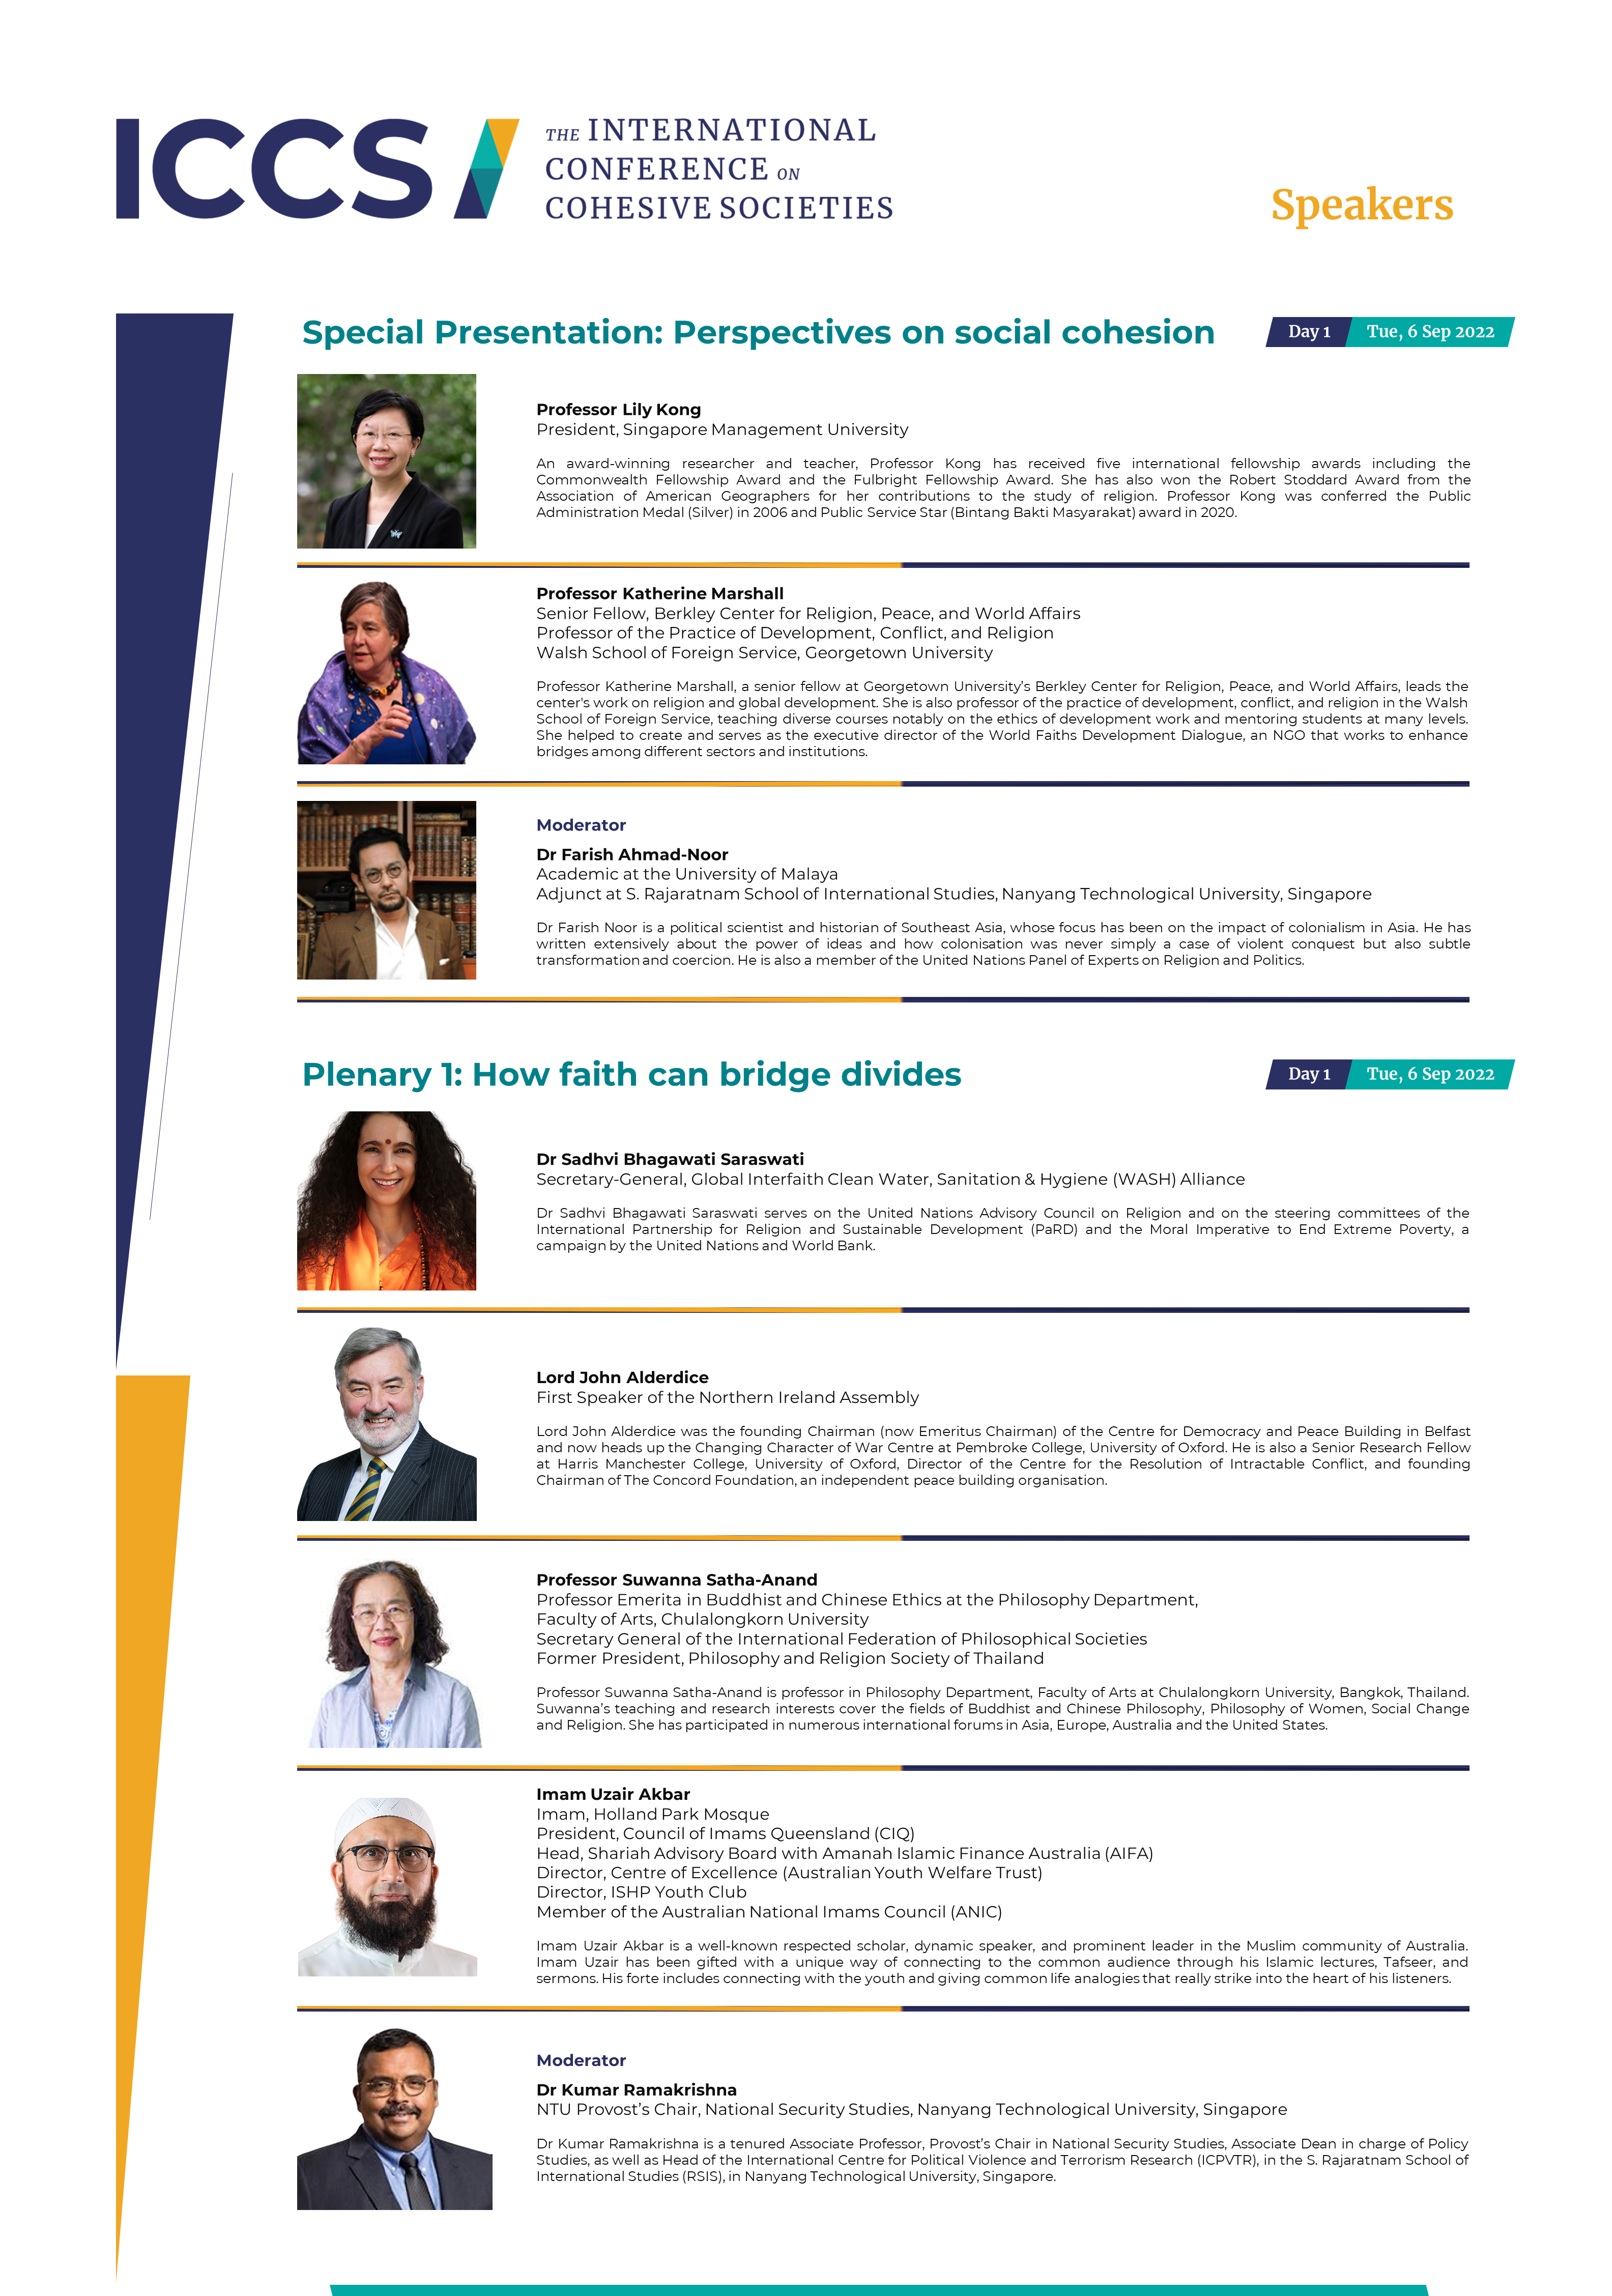 ICCS
THE INTERNATIONAL
CONFERENCE ON
COHESIVE SOCIETIES
Speakers
Special Presentation: Perspectives on social cohesion
Day 1 Tue, 6 Sep 2022
Professor Lily Kong
President, Singapore Management University
An award-winning researcher and teacher, Professor Kong has received five international fellowship awards including the
Commonwealth Fellowship Award and the Fulbright Fellowship Award. She has also won the Robert Stoddard Award from the
Association of American Geographers for her contributions to the study of religion. Professor Kong was conferred the Public
Administration Medal (Silver) in 2006 and Public Service Star (Bintang Bakti Masyarakat) award in 2020.
Professor Katherine Marshall
Senior Fellow, Berkley Center for Religion, Peace, and World Affairs
Professor of the Practice of Development, Conflict, and Religion
Walsh School of Foreign Service, Georgetown University
Professor Katherine Marshall, a senior fellow at Georgetown University's Berkley Center for Religion, Peace, and World Affairs, leads the
center's work on religion and global development. She is also professor of the practice of development, conflict, and religion in the Walsh
School of Foreign Service, teaching diverse courses notably on the ethics of development work and mentoring students at many levels.
She helped to create and serves as the executive director of the World Faiths Development Dialogue, an NGO that works to enhance
bridges among different sectors and institutions.
Moderator
Dr Farish Ahmad-Noor
Academic at the University of Malaya
Adjunct at S. Rajaratnam School of International Studies, Nanyang Technological University, Singapore
Dr Farish Noor is a political scientist and historian of Southeast Asia, whose focus has been on the impact of colonialism in Asia. He has
written extensively about the power of ideas and how colonisation was never simply a case of violent conquest but also subtle
transformation and coercion. He is also a member of the United Nations Panel of Experts on Religion and Politics.
Plenary 1: How faith can bridge divides
Day 1 Tue, 6 Sep 2022
Dr Sadhvi Bhagawati Saraswati
Secretary-General, Global Interfaith Clean Water, Sanitation & Hygiene (WASH) Alliance
Dr Sadhvi Bhagawati Saraswati serves on the United Nations Advisory Council on Religion and on the steering committees of the
International Partnership for Religion and Sustainable Development (PaRD) and the Moral Imperative to End Extreme Poverty, a
campaign by the United Nations and World Bank.
Lord John Alderdice
First Speaker of the Northern Ireland Assembly
Lord John Alderdice was the founding Chairman (now Emeritus Chairman) of the Centre for Democracy and Peace Building in Belfast
and now heads up the Changing Character of War Centre at Pembroke College, University of Oxford. He is also a Senior Research Fellow
at Harris Manchester College, University of Oxford, Director of the Centre for the Resolution of Intractable Conflict, and founding
Chairman of The Concord Foundation, an independent peace building organisation.
Professor Suwanna Satha-Anand
Professor Emerita in Buddhist and Chinese Ethics at the Philosophy Department,
Faculty of Arts, Chulalongkorn University
Secretary General of the International Federation of Philosophical Societies
Former President, Philosophy and Religion Society of Thailand
Professor Suwanna Satha-Anand is professor in Philosophy Department, Faculty of Arts at Chulalongkorn University, Bangkok, Thailand.
Suwanna's teaching and research interests cover the fields of Buddhist and Chinese Philosophy, Philosophy of Women, Social Change
and Religion. She has participated in numerous international forums in Asia, Europe, Australia and the United States.
Imam Uzair Akbar
Imam, Holland Park Mosque
President, Council of Imams Queensland (CIQ)
Head, Shariah Advisory Board with Amanah Islamic Finance Australia (AIFA)
Director, Centre of Excellence (Australian Youth Welfare Trust)
Director, ISHP Youth Club
Member of the Australian National Imams Council (ANIC)
Imam Uzair Akbar is a well-known respected scholar, dynamic speaker, and prominent leader in the Muslim community of Australia.
Imam Uzair has been gifted with a unique way of connecting to the common audience through his Islamic lectures, Tafseer, and
sermons. His forte includes connecting with the youth and giving common life analogies that really strike into the heart of his listeners.
Moderator
Dr Kumar Ramakrishna
NTU Provost's Chair, National Security Studies, Nanyang Technological University, Singapore
Dr Kumar Ramakrishna is a tenured Associate Professor, Provost's Chair in National Security Studies, Associate Dean in charge of Policy
Studies, as well as Head of the International Centre for Political Violence and Terrorism Research (ICPVTR), in the S. Rajaratnam School of
International Studies (RSIS), in Nanyang Technological University, Singapore.